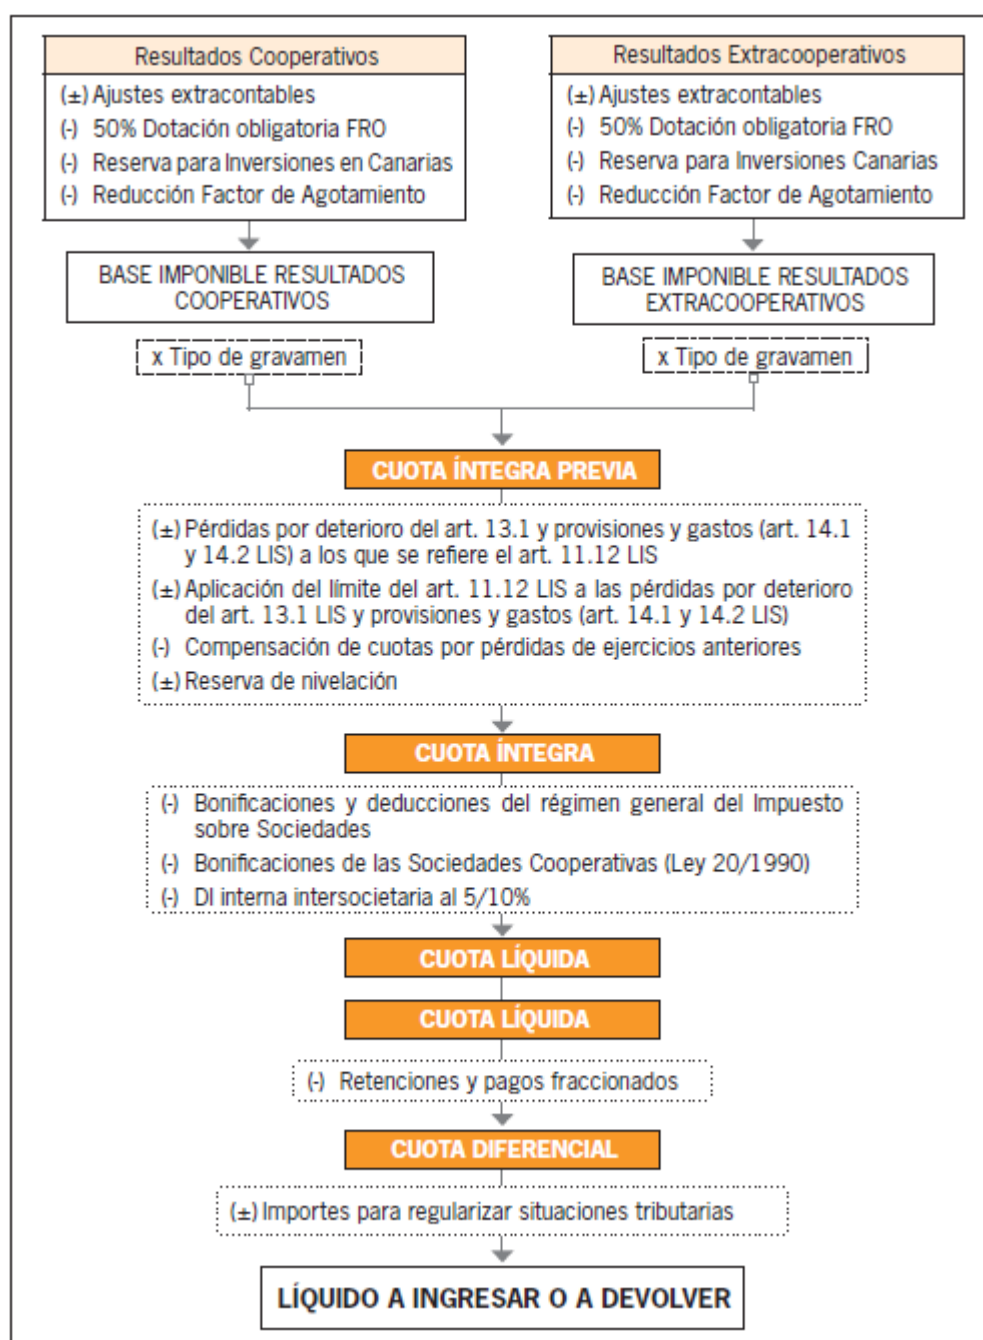 Resultados Cooperativos
(±) Ajustes extracontables
(-) 50% Dotación obligatoria FRO
(-) Reserva para Inversiones en Canarias
(-) Reducción Factor de Agotamiento
Resultados Extracooperativos
(±) Ajustes extracontables
(-) 50% Dotación obligatoria FRO
(-) Reserva para Inversiones Canarias
(-) Reducción Factor de Agotamiento
BASE IMPONIBLE RESULTADOS
COOPERATIVOS
BASE IMPONIBLE RESULTADOS
EXTRACOOPERATIVOS
x Tipo de gravamen
x Tipo de gravamen
CUOTA ÍNTEGRA PREVIA
(±) Pérdidas por deterioro del art. 13.1 y provisiones y gastos (art. 14.1
y 14.2 LIS) a los que se refiere el art. 11.12 LIS
(±) Aplicación del límite del art. 11.12 LIS a las pérdidas por deterioro
del art. 13.1 LIS y provisiones y gastos (art. 14.1 y 14.2 LIS)
(-) Compensación de cuotas por pérdidas de ejercicios anteriores
(±) Reserva de nivelación
CUOTA ÍNTEGRA
(-) Bonificaciones y deducciones del régimen general del Impuesto
sobre Sociedades
(-) Bonificaciones de las Sociedades Cooperativas (Ley 20/1990)
(-) DI interna intersocietaria al 5/10%
CUOTA LÍQUIDA
CUOTA LÍQUIDA
(-) Retenciones y pagos fraccionados
CUOTA DIFERENCIAL
(±) Importes para regularizar situaciones tributarias
LÍQUIDO A INGRESAR O A DEVOLVER